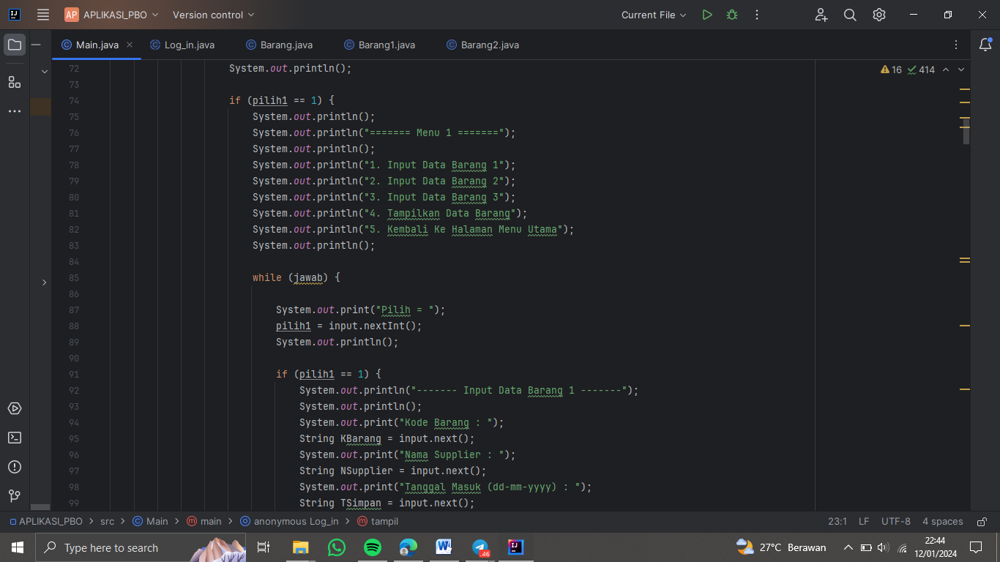 AP APLIKASI_PBO Version control Current File
Main.java Log_in.java Barang.java Barang1.java Barang2.java
16 414
72 System.out.println();
73
74 if (pilih1 == 1) {
75 System.out.println();
76 System.out.println("======= Menu 1 =======");
77 System.out.println();
78 System.out.println("1. Input Data Barang 1");
79 System.out.println("2. Input Data Barang 2");
80 System.out.println("3. Input Data Barang 3");
81 System.out.println("4. Tampilkan Data Barang");
82 System.out.println("5. Kembali Ke Halaman Menu Utama");
83 System.out.println();
84
85 while (jawab) {
86
87 System.out.print("Pilih = ");
88 pilih1 = input.nextInt();
89 System.out.println();
90
91 if (pilih1 == 1) {
92 System.out.println("------- Input Data Barang 1 -------");
93 System.out.println();
94 System.out.print("Kode Barang : ");
95 String KBarang = input.next();
96 System.out.print("Nama Supplier : ");
97 String NSupplier = input.next();
98 System.out.print("Tanggal Masuk (dd-mm-yyyy) : ");
99 String TSimpan = input.next();
APLIKASI_PBO > src > Main > main > anonymous Log_in > tampil 23:1 LF UTF-8 4 spaces
Type here to search 27°C Berawan 22:44
12/01/2024